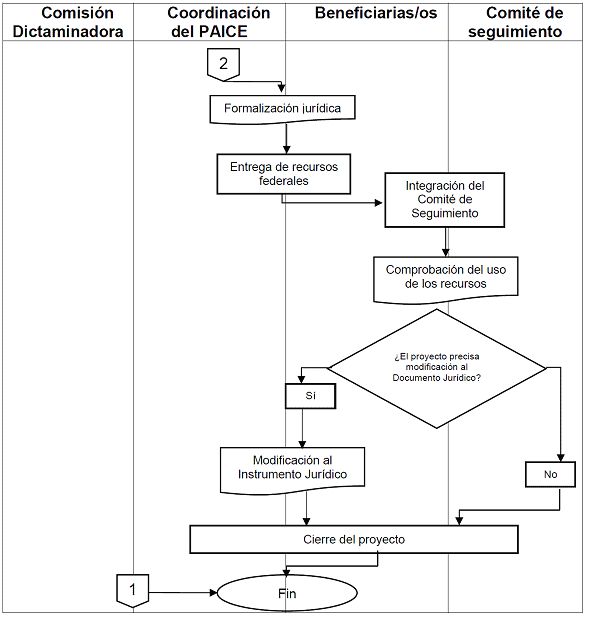 Comisión
Dictaminadora
Coordinación
del PAICE
Beneficiarias/os
Comité de
seguimiento
2
Formalización jurídica
Entrega de recursos
federales
Integración del
Comité de
Seguimiento
Comprobación del uso
de los recursos
¿El proyecto precisa
modificación al
Documento Jurídico?
Sí
Modificación al
Instrumento Jurídico
No
Cierre del proyecto
1
Fin